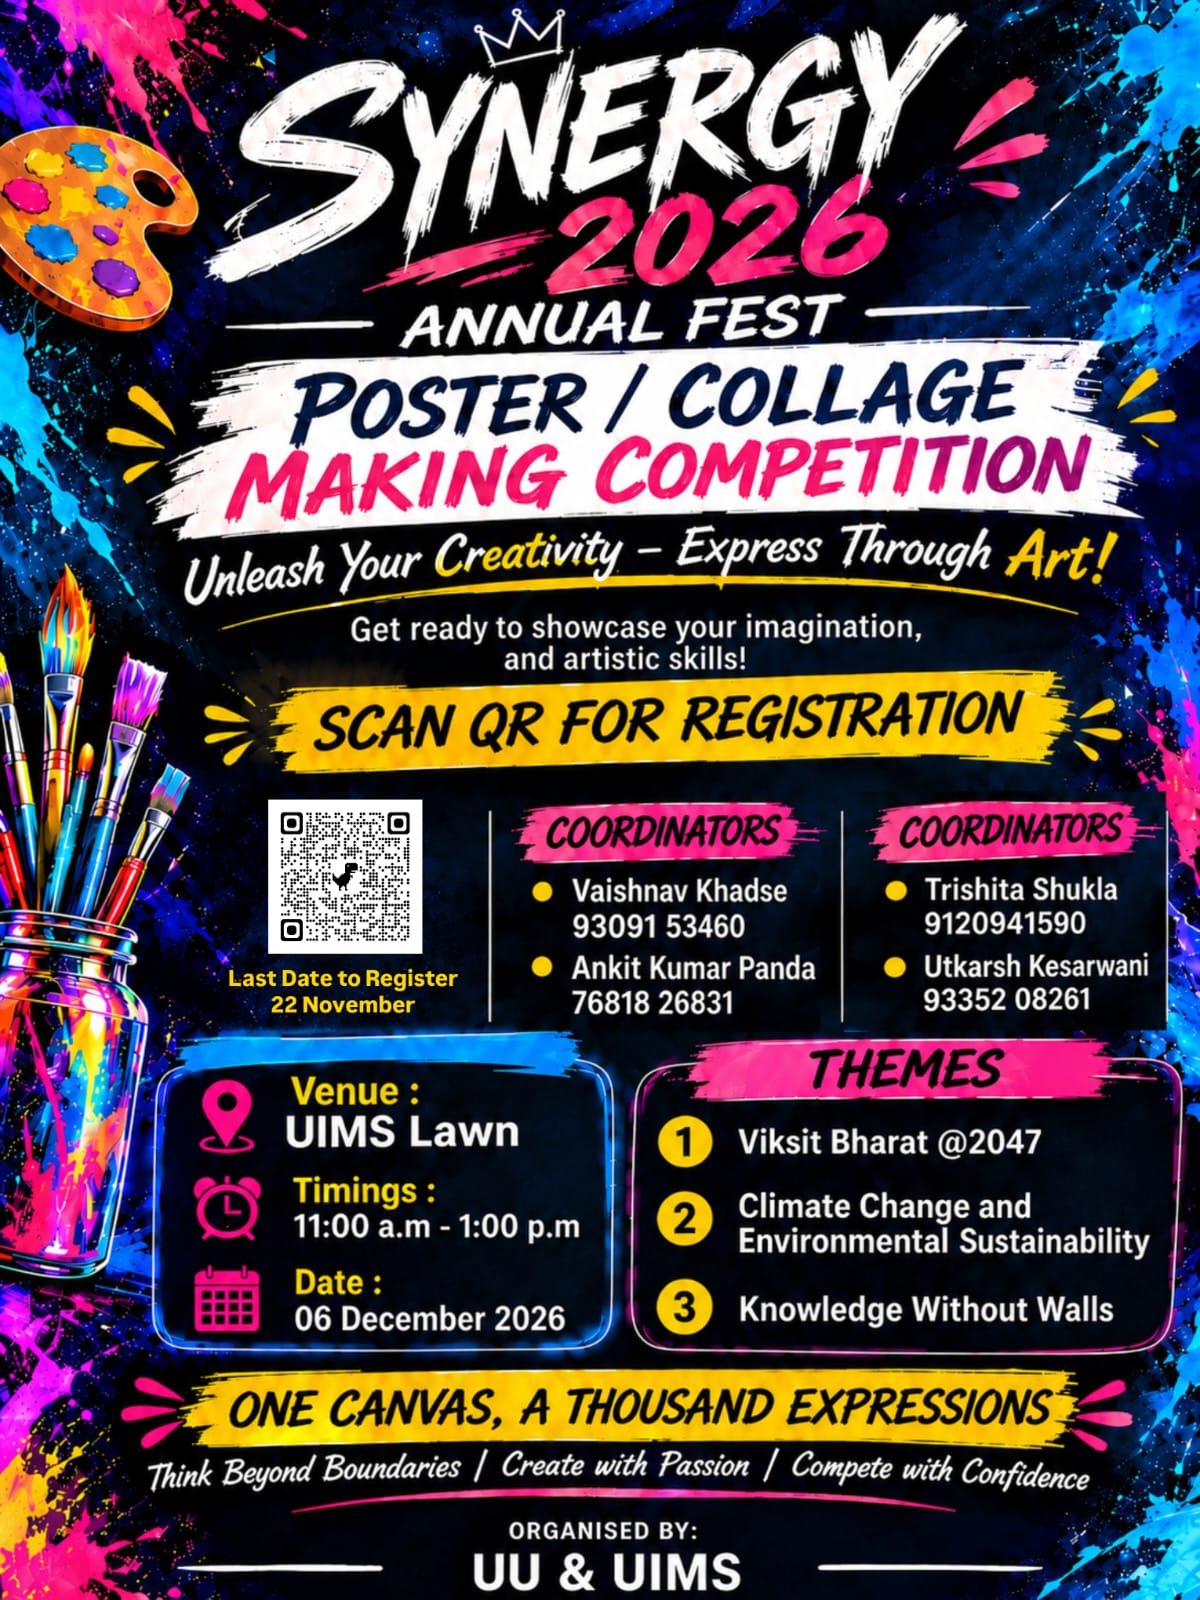 SYNERGY
2026
ANNUAL FEST
POSTER / COLLAGE
MAKING COMPETITION
Unleash Your Creativity – Express Through Art!
Get ready to showcase your imagination,
and artistic skills!
SCAN QR FOR REGISTRATION
Last Date to Register
22 November
COORDINATORS
Vaishnav Khadse
93091 53460
Ankit Kumar Panda
76818 26831
COORDINATORS
Trishita Shukla
9120941590
Utkarsh Kesarwani
93352 08261
Venue :
UIMS Lawn
Timings :
11:00 a.m - 1:00 p.m
Date :
06 December 2026
THEMES
1 Viksit Bharat @2047
2 Climate Change and
Environmental Sustainability
3 Knowledge Without Walls
ONE CANVAS, A THOUSAND EXPRESSIONS
Think Beyond Boundaries | Create with Passion | Compete with Confidence
ORGANISED BY:
UU & UIMS